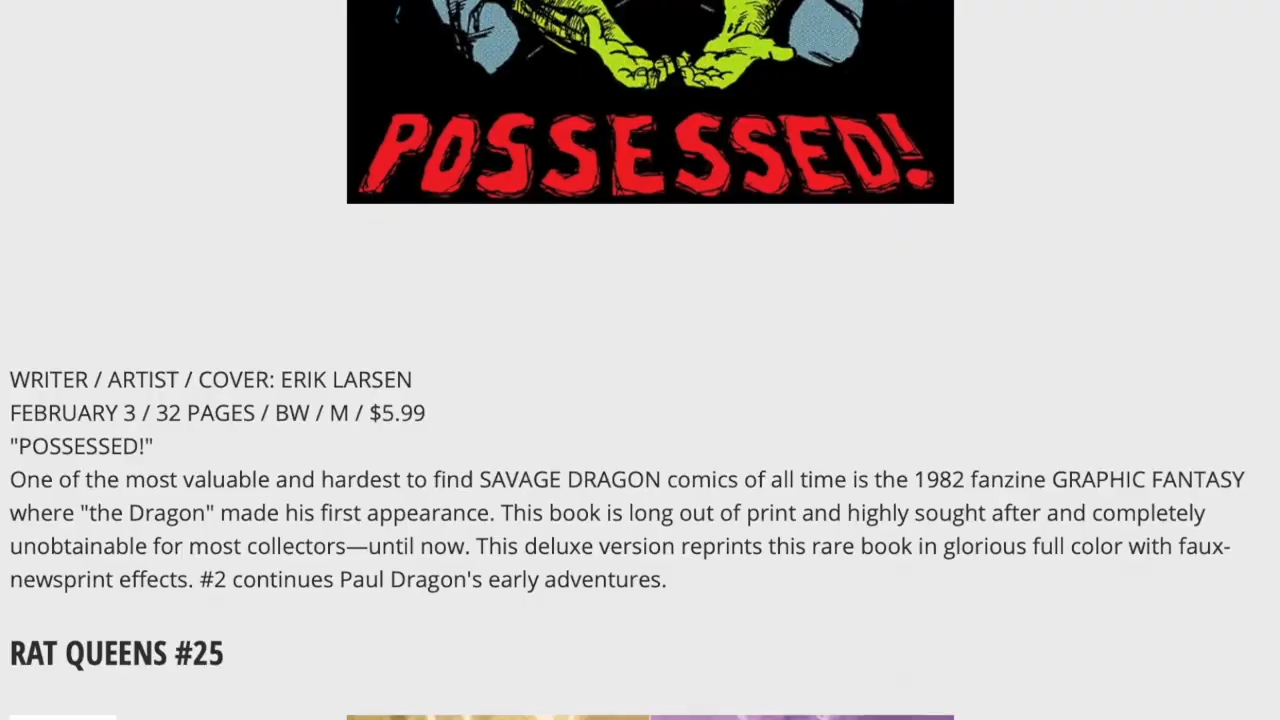 POSSESSED!
WRITER / ARTIST / COVER: ERIK LARSEN
FEBRUARY 3 / 32 PAGES / BW / M / $5.99
"POSSESSED!"
One of the most valuable and hardest to find SAVAGE DRAGON comics of all time is the 1982 fanzine GRAPHIC FANTASY
where "the Dragon" made his first appearance. This book is long out of print and highly sought after and completely
unobtainable for most collectors—until now. This deluxe version reprints this rare book in glorious full color with faux-
newsprint effects. #2 continues Paul Dragon's early adventures.
RAT QUEENS #25